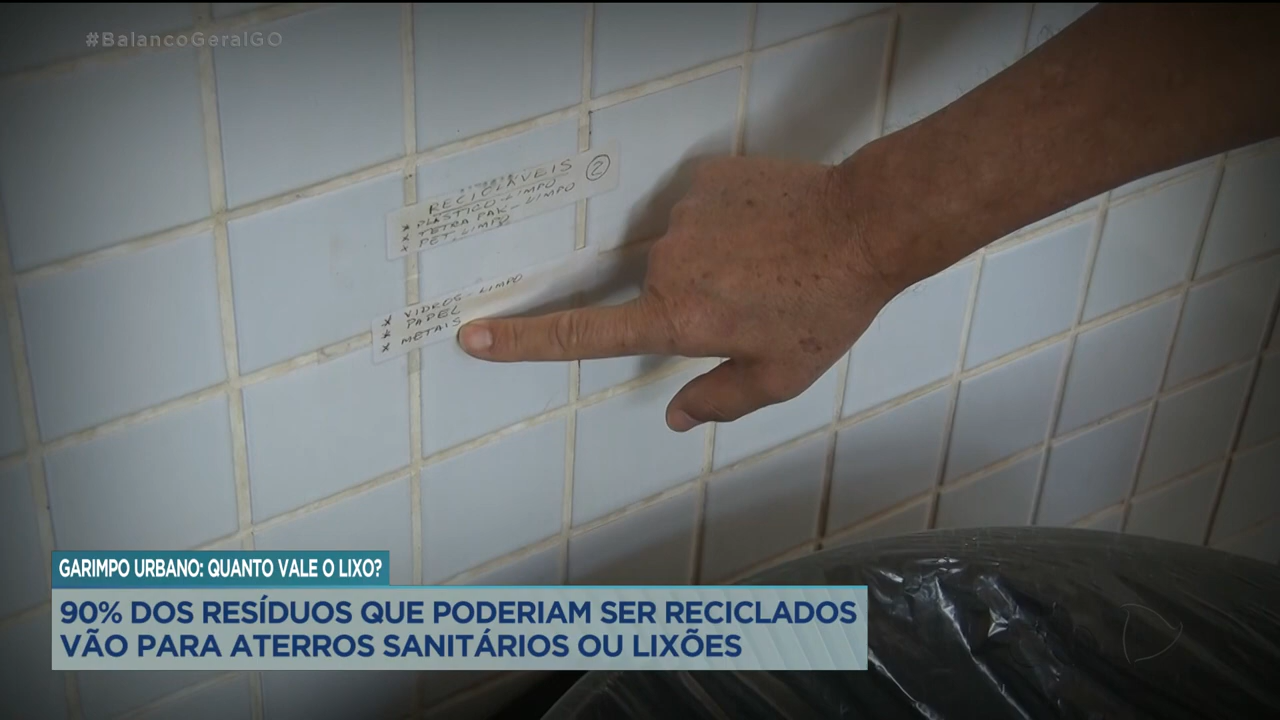 #BalancoGeralGO
RECICLÁVEIS 2
* PLÁSTICO - LIMPO
* TETRA PAK - LIMPO
* PET - LIMPO
* VIDROS - LIMPO
* PAPEL
* METAIS
GARIMPO URBANO: QUANTO VALE O LIXO?
90% DOS RESÍDUOS QUE PODERIAM SER RECICLADOS
VÃO PARA ATERROS SANITÁRIOS OU LIXÕES